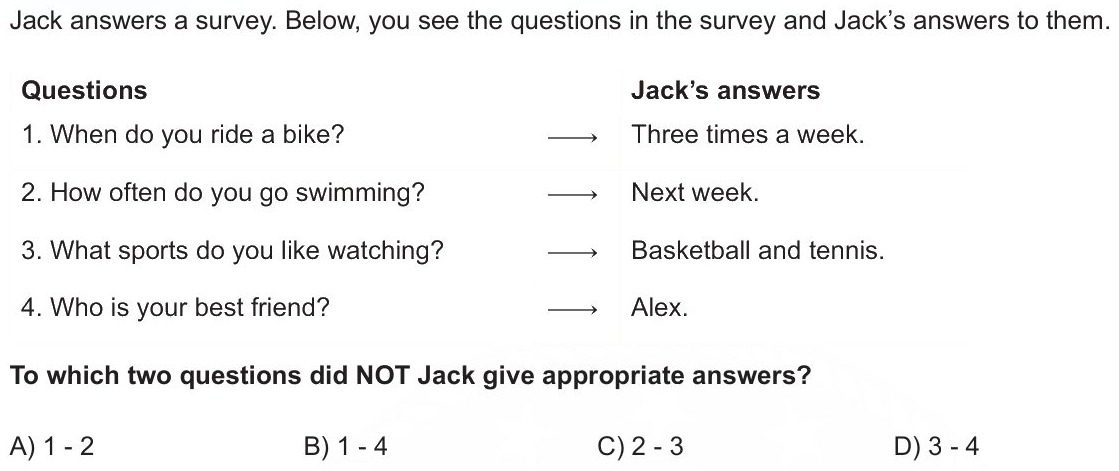 Jack answers a survey. Below, you see the questions in the survey and Jack's answers to them.
Questions Jack's answers
1. When do you ride a bike? ⟶ Three times a week.
2. How often do you go swimming? ⟶ Next week.
3. What sports do you like watching? ⟶ Basketball and tennis.
4. Who is your best friend? ⟶ Alex.
To which two questions did NOT Jack give appropriate answers?
A) 1 - 2 B) 1 - 4 C) 2 - 3 D) 3 - 4